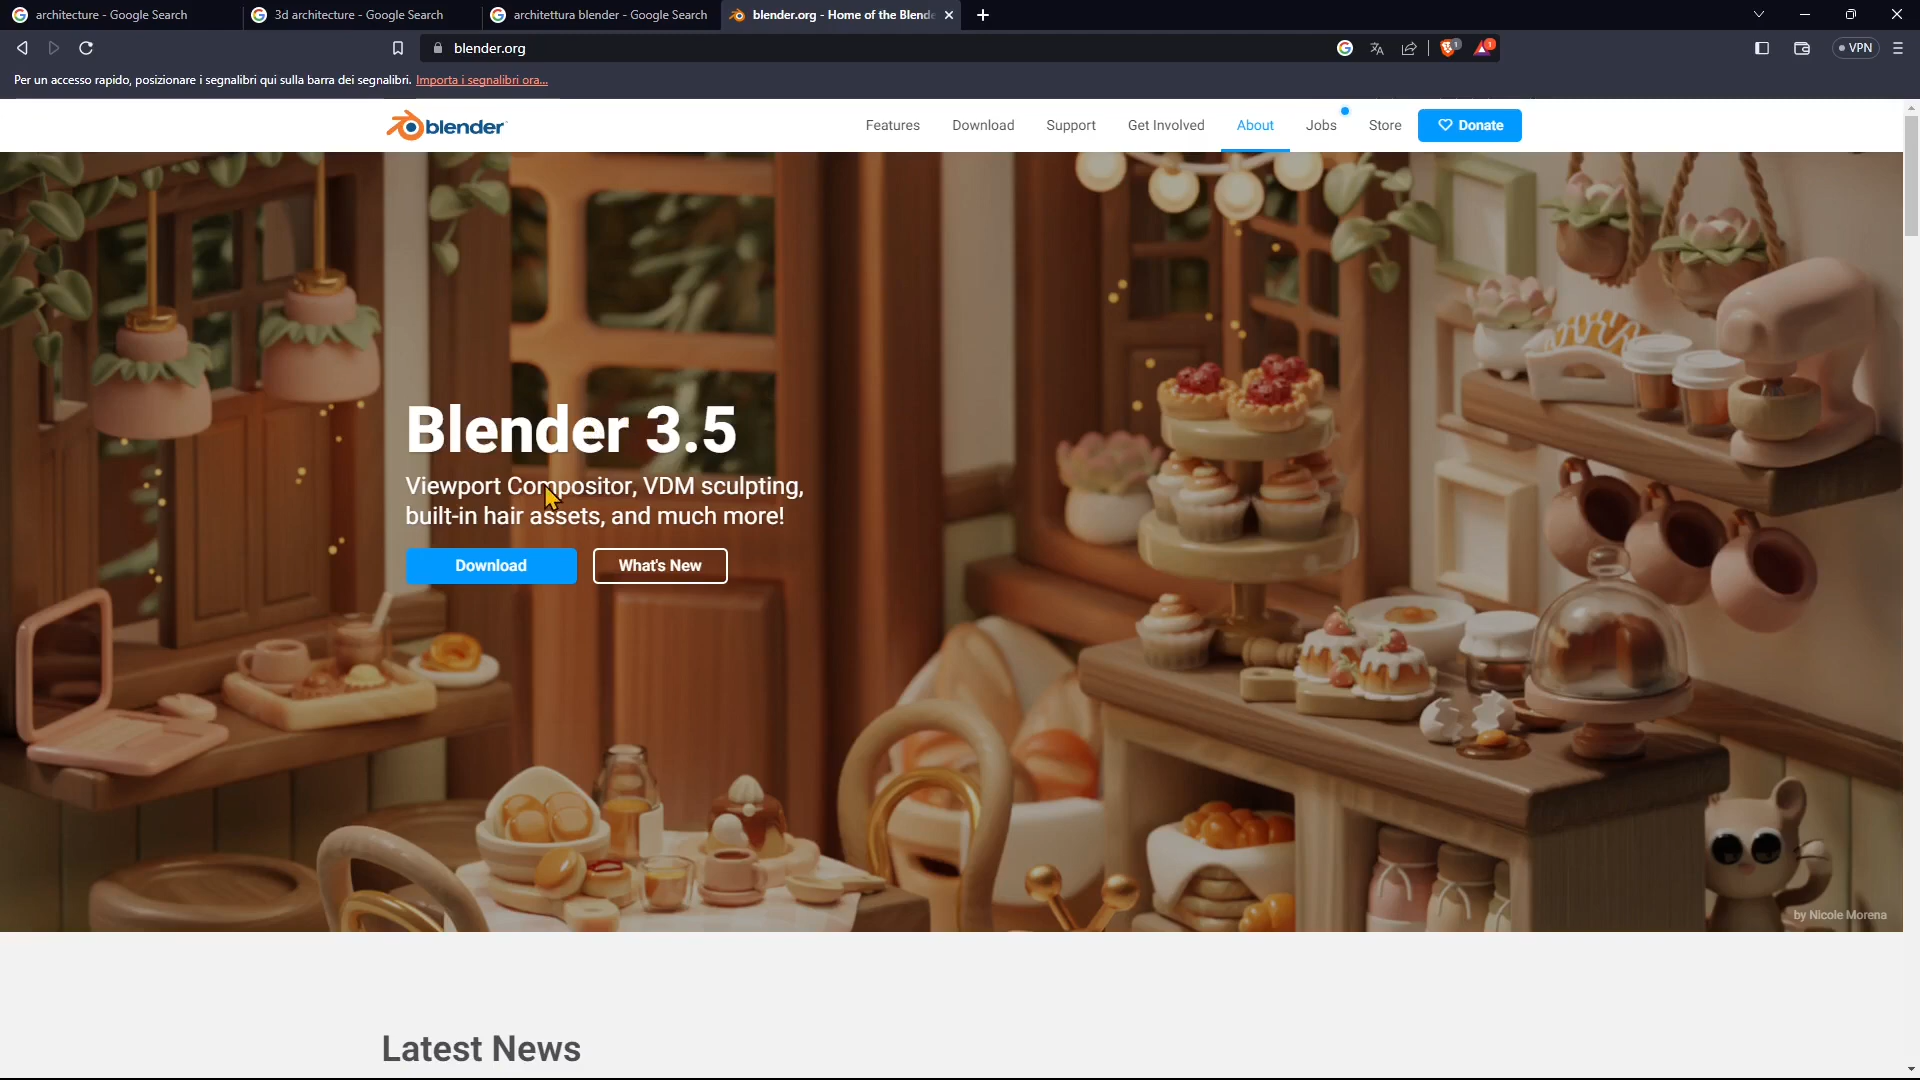 architecture - Google Search
3d architecture - Google Search
architettura blender - Google Search
blender.org - Home of the Blende
blender.org
1
1
VPN
Per un accesso rapido, posizionare i segnalibri qui sulla barra dei segnalibri. Importa i segnalibri ora...
blender
Features
Download
Support
Get Involved
About
Jobs
Store
Donate
Blender 3.5
Viewport Compositor, VDM sculpting,
built-in hair assets, and much more!
Download
What's New
by Nicole Morena
Latest News